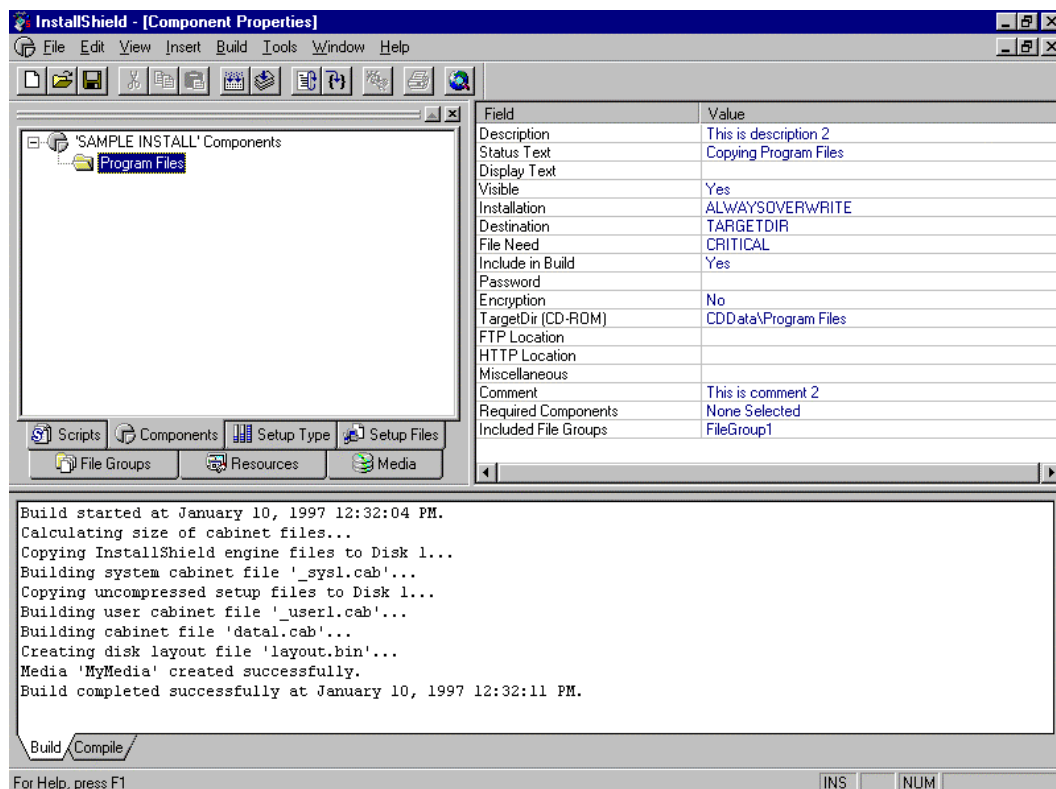 InstallShield - [Component Properties]
File Edit View Insert Build Tools Window Help
'SAMPLE INSTALL' Components
Program Files
Scripts Components Setup Type Setup Files
File Groups Resources Media
Field Value
Description This is description 2
Status Text Copying Program Files
Display Text
Visible Yes
Installation ALWAYSOVERWRITE
Destination TARGETDIR
File Need CRITICAL
Include in Build Yes
Password
Encryption No
TargetDir (CD-ROM) CDData\Program Files
FTP Location
HTTP Location
Miscellaneous
Comment This is comment 2
Required Components None Selected
Included File Groups FileGroup1
Build started at January 10, 1997 12:32:04 PM.
Calculating size of cabinet files...
Copying InstallShield engine files to Disk 1...
Building system cabinet file '_sys1.cab'...
Copying uncompressed setup files to Disk 1...
Building user cabinet file '_user1.cab'...
Building cabinet file 'data1.cab'...
Creating disk layout file 'layout.bin'...
Media 'MyMedia' created successfully.
Build completed successfully at January 10, 1997 12:32:11 PM.
Build Compile
For Help, press F1 INS NUM